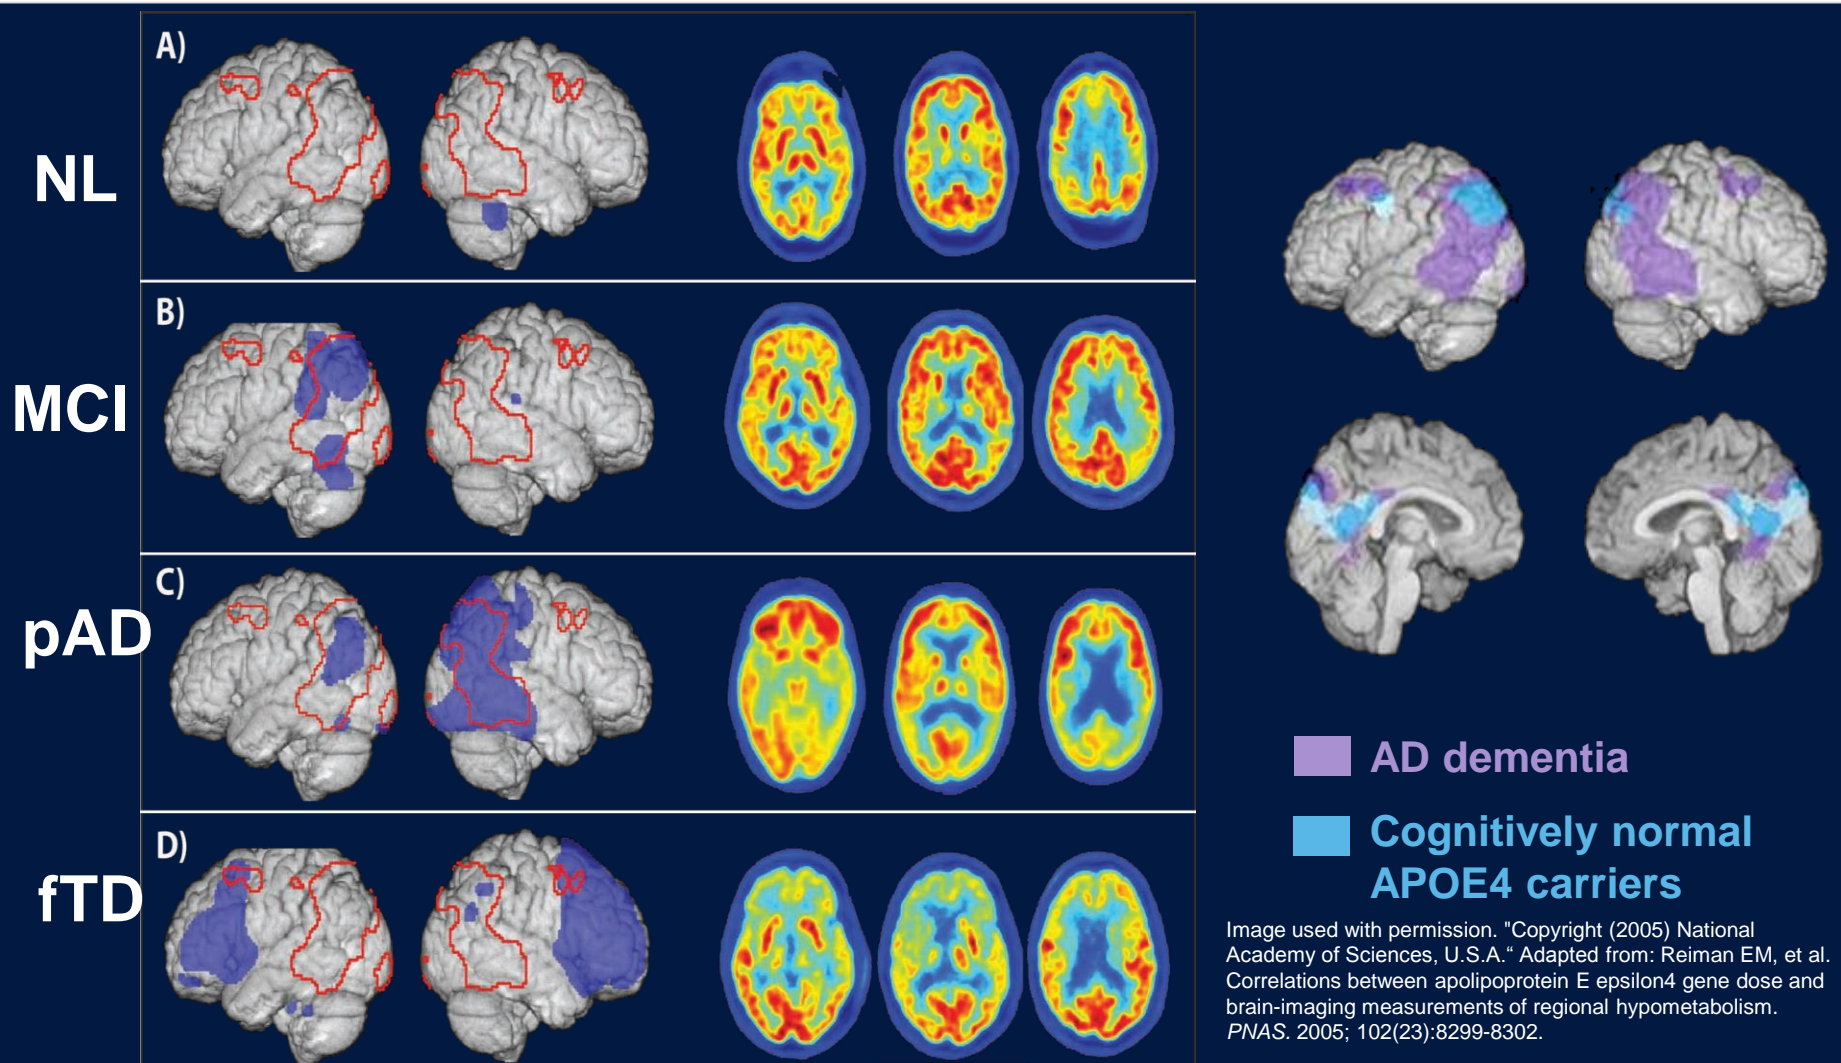 A)
NL
B)
MCI
C)
pAD
D)
fTD
AD dementia
Cognitively normal
APOE4 carriers
Image used with permission. "Copyright (2005) National
Academy of Sciences, U.S.A.“ Adapted from: Reiman EM, et al.
Correlations between apolipoprotein E epsilon4 gene dose and
brain-imaging measurements of regional hypometabolism.
PNAS. 2005; 102(23):8299-8302.